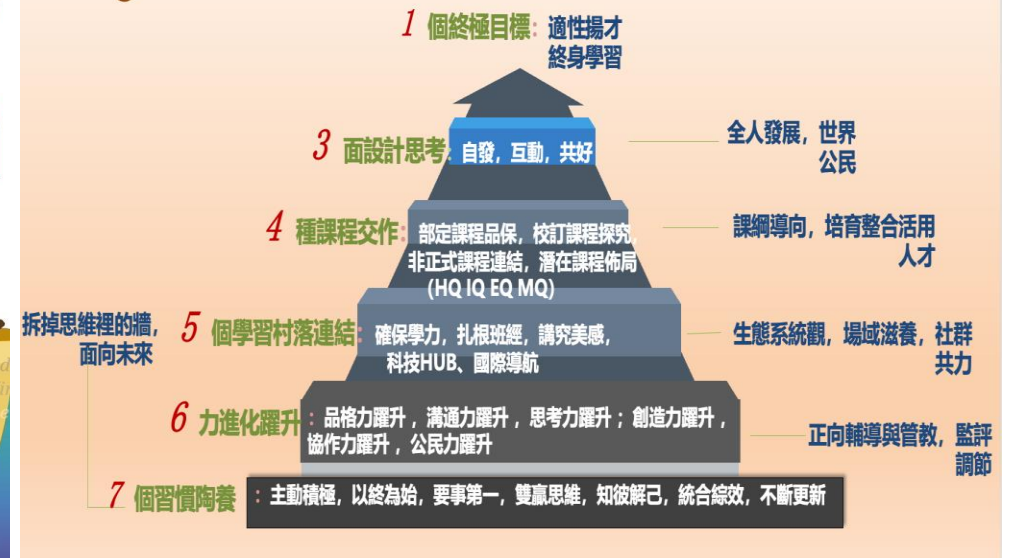 1 個終極目標: 適性揚才
終身學習
3 面設計思考: 自發, 互動, 共好
全人發展, 世界
公民
4 種課程交作: 部定課程品保, 校訂課程探究,
非正式課程連結, 潛在課程佈局
(HQ IQ EQ MQ)
課綱導向, 培育整合活用
人才
拆掉思維裡的牆,
面向未來
5 個學習村落連結: 確保學力, 扎根班經, 講究美感,
科技HUB、國際導航
生態系統觀, 場域滋養, 社群
共力
6 力進化躍升: 品格力躍升, 溝通力躍升, 思考力躍升; 創造力躍升,
協作力躍升, 公民力躍升
正向輔導與管教, 監評
調節
7 個習慣陶養: 主動積極, 以終為始, 要事第一, 雙贏思維, 知彼解己, 統合綜效, 不斷更新